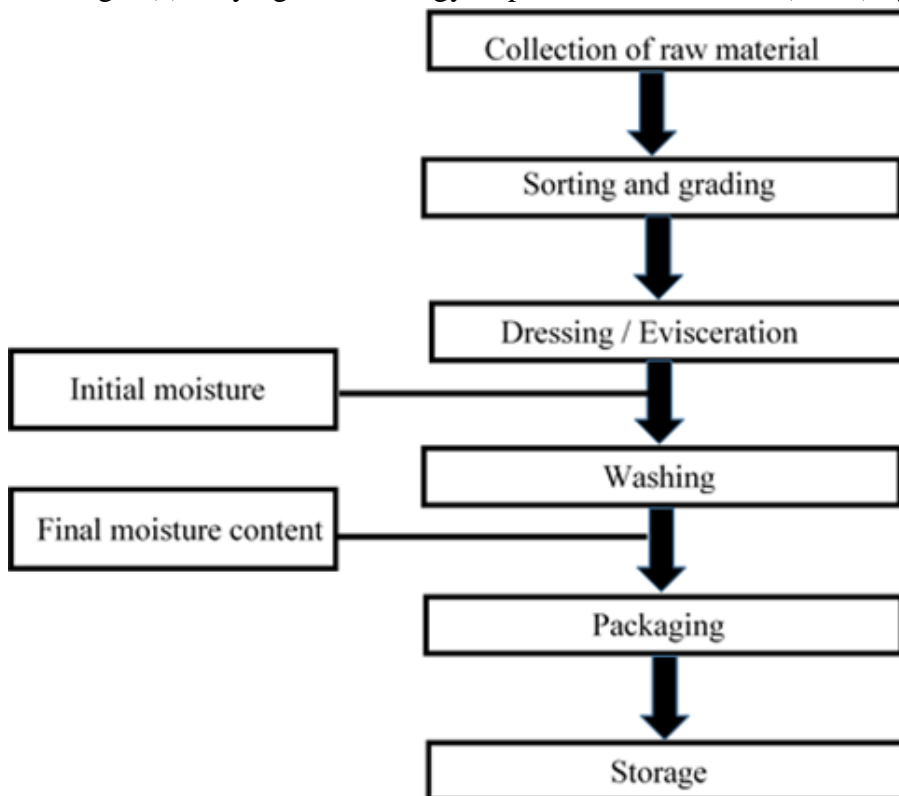 Collection of raw material
Sorting and grading
Dressing / Evisceration
Initial moisture
Washing
Final moisture content
Packaging
Storage